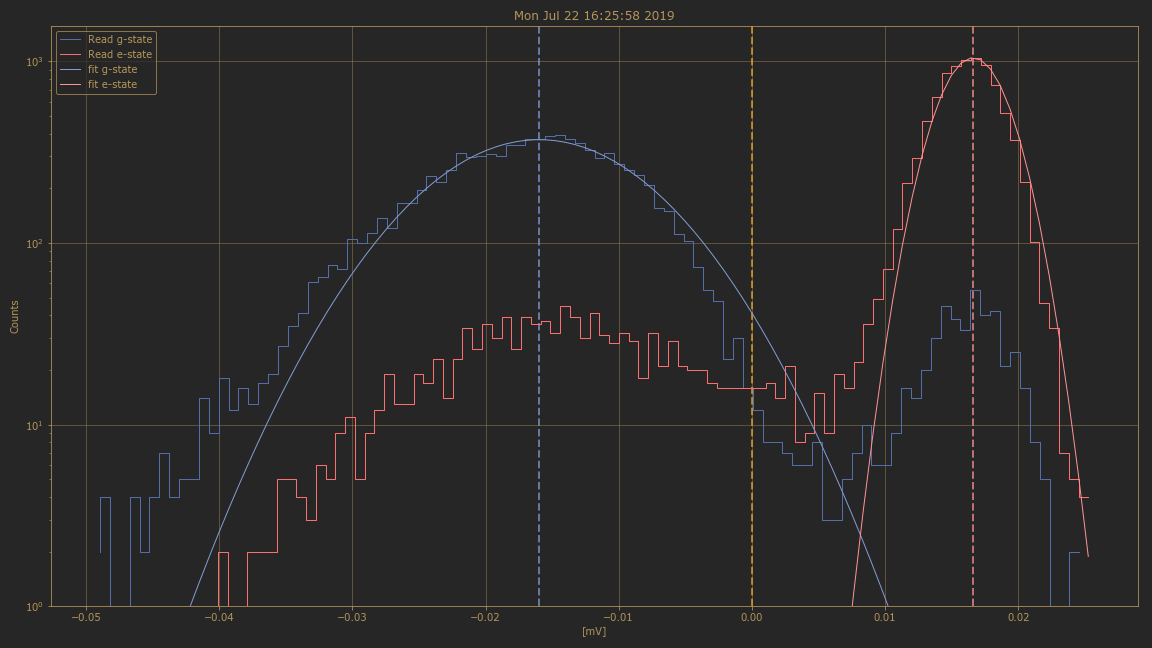 Mon Jul 22 16:25:58 2019
Read g-state
Read e-state
fit g-state
fit e-state
Counts
10³
10²
10¹
10⁰
−0.05 −0.04 −0.03 −0.02 −0.01 0.00 0.01 0.02
[mV]